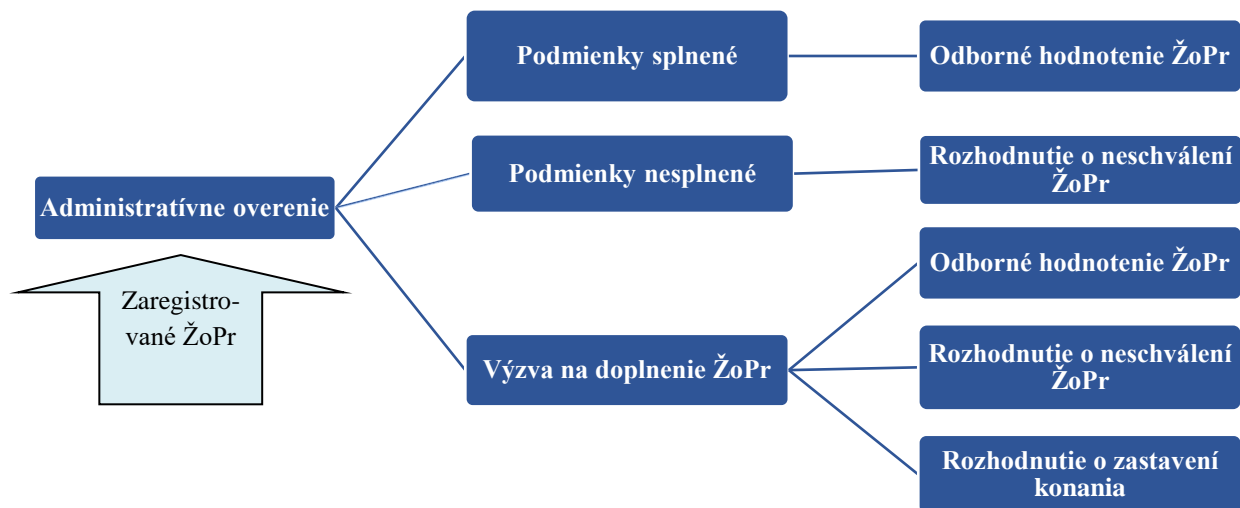 Podmienky splnené
Odborné hodnotenie ŽoPr
Podmienky nesplnené
Rozhodnutie o neschválení
ŽoPr
Administratívne overenie
Zaregistro-
vané ŽoPr
Výzva na doplnenie ŽoPr
Odborné hodnotenie ŽoPr
Rozhodnutie o neschválení
ŽoPr
Rozhodnutie o zastavení
konania